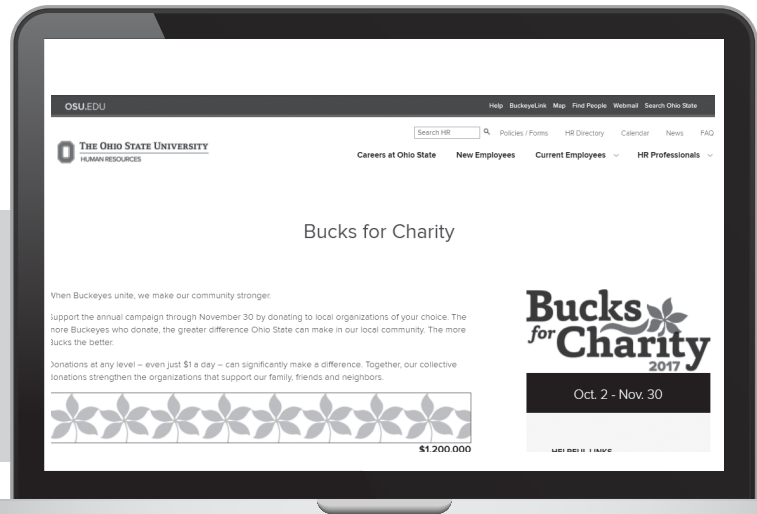 OSU.EDU
Help BuckeyeLink Map Find People Webmail Search Ohio State
Search HR Policies / Forms HR Directory Calendar News FAQ
THE OHIO STATE UNIVERSITY
HUMAN RESOURCES
Careers at Ohio State New Employees Current Employees HR Professionals
Bucks for Charity
When Buckeyes unite, we make our community stronger.
Support the annual campaign through November 30 by donating to local organizations of your choice. The
more Buckeyes who donate, the greater difference Ohio State can make in our local community. The more
Bucks the better.
Donations at any level – even just $1 a day – can significantly make a difference. Together, our collective
donations strengthen the organizations that support our family, friends and neighbors.
$1,200,000
Bucks
for Charity
2017
Oct. 2 - Nov. 30
HELPFUL LINKS